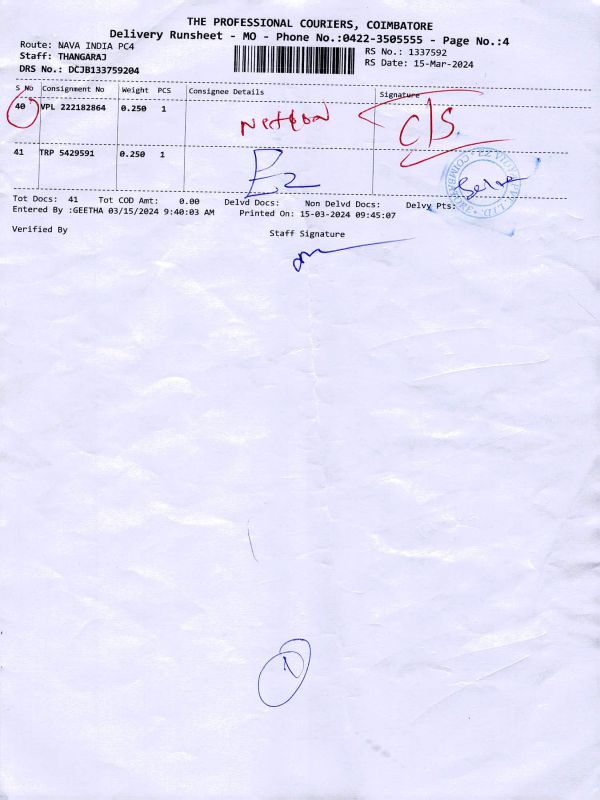 THE PROFESSIONAL COURIERS, COIMBATORE
Delivery Runsheet - MO - Phone No.:0422-3505555 - Page No.:4
Route: NAVA INDIA PC4
RS No.: 1337592
Staff: THANGARAJ
RS Date: 15-Mar-2024
DRS No.: DCJB133759204
S No Consignment No Weight PCS Consignee Details Signature
40 VPL 222182864 0.250 1 C/S.
41 TRP 5429591 0.250 1
Tot Docs: 41 Tot COD Amt: 0.00 Delvd Docs: Non Delvd Docs: Delvy Pts:
Entered By :GEETHA 03/15/2024 9:40:03 AM Printed On: 15-03-2024 09:45:07
Verified By Staff Signature
1